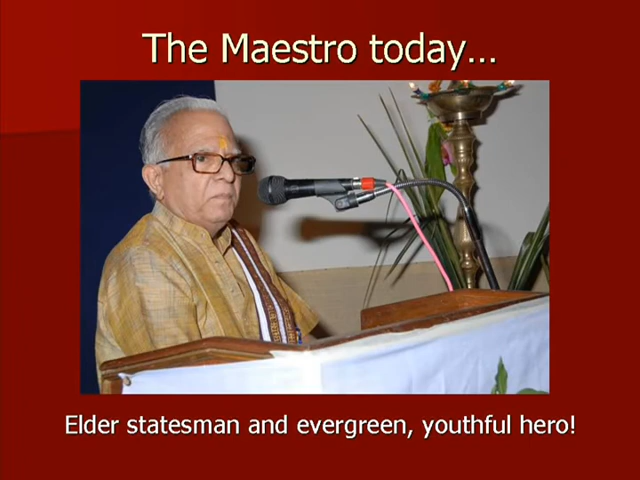 The Maestro today...
Elder statesman and evergreen, youthful hero!